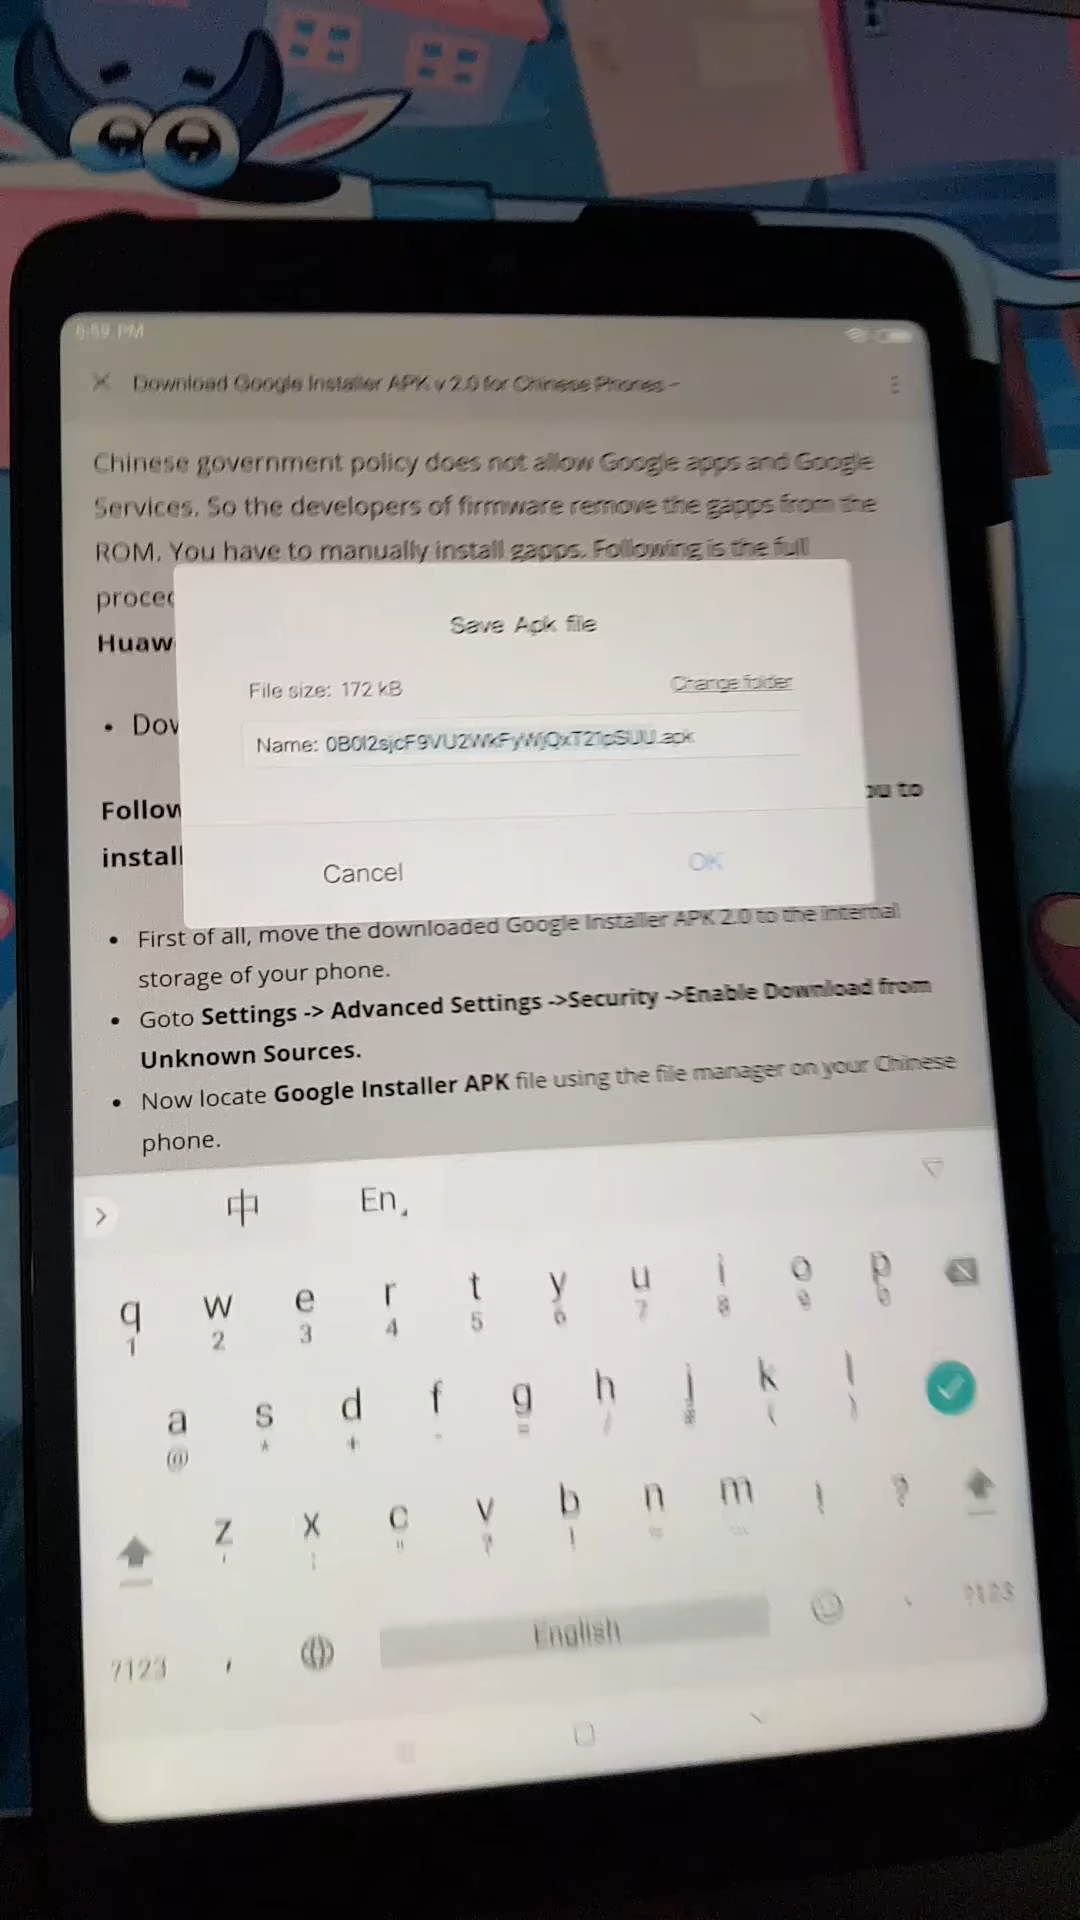 5:59 PM
Download Google Installer APK v 2.0 for Chinese Phones -
Chinese government policy does not allow Google apps and Google
Services. So the developers of firmware remove the gapps from the
ROM. You have to manually install gapps. Following is the full
proced
Huaw
Save Apk file
File size: 172 kB
Change folder
• Dow
Name: 0B0I2sjcF9VU2WkFyWjQxT21pSUU.apk
Follow
ou to
install
Cancel
OK
• First of all, move the downloaded Google Installer APK 2.0 to the internal
storage of your phone.
• Goto Settings -> Advanced Settings ->Security ->Enable Download from
Unknown Sources.
• Now locate Google Installer APK file using the file manager on your Chinese
phone.
中 En
q w e r t y u i o p
1 2 3 4 5 6 7 8 9 0
a s d f g h j k l
@ * + - = / # ( )
z x c v b n m ! ?
?123 , English . ?123